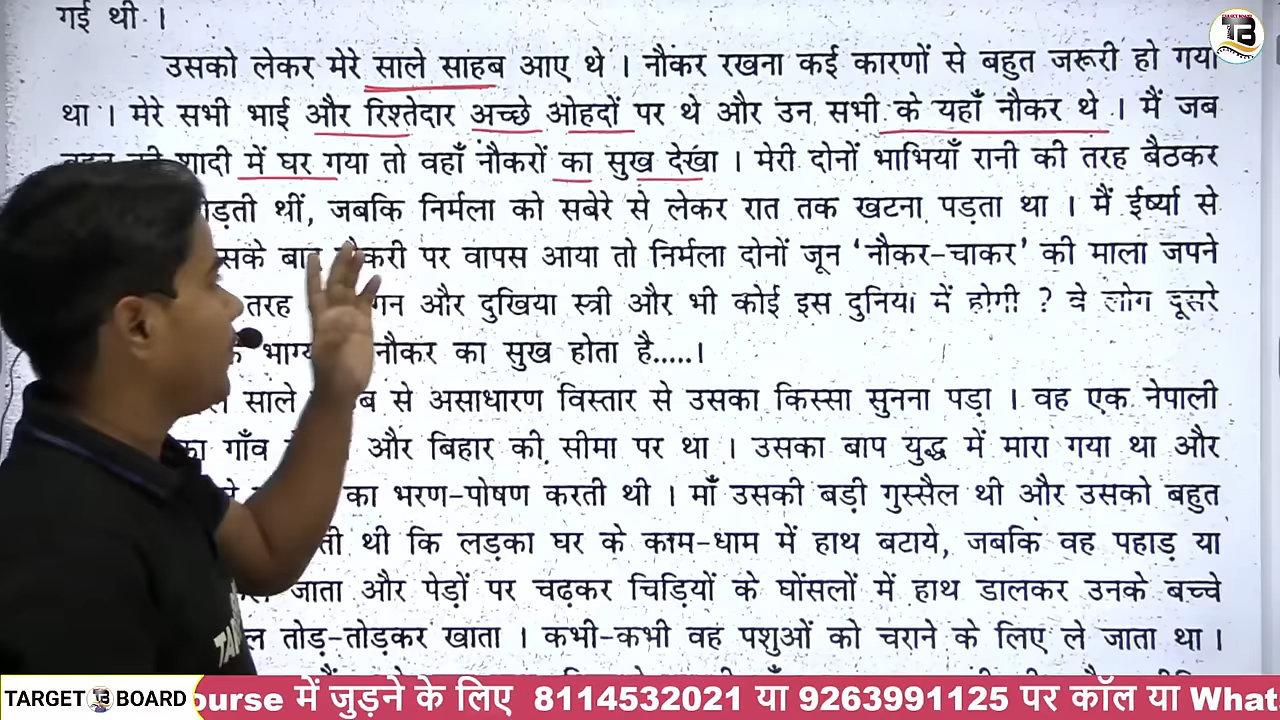 गई थी ।
TARGET BOARD
TB
उसको लेकर मेरे साले साहब आए थे । नौकर रखना कई कारणों से बहुत जरूरी हो गया
था । मेरे सभी भाई और रिश्तेदार अच्छे ओहदों पर थे और उन सभी के यहाँ नौकर थे । मैं जब
शादी में घर गया तो वहाँ नौकरों का सुख देखा । मेरी दोनों भाभियाँ रानी की तरह बैठकर
थीं, जबकि निर्मला को सबेरे से लेकर रात तक खटना पड़ता था । मैं ईर्ष्या से
पर वापस आया तो निर्मला दोनों जून ‘नौकर-चाकर’ की माला जपने
तरह और दुखिया स्त्री और भी कोई इस दुनिया में होगी ? वे लोग दूसरे
नौकर का सुख होता है.....।
साले से असाधारण विस्तार से उसका किस्सा सुनना पड़ा । वह एक नेपाली
गाँव और बिहार की सीमा पर था । उसका बाप युद्ध में मारा गया था और
का भरण-पोषण करती थी । माँ उसकी बड़ी गुस्सैल थी और उसको बहुत
थी कि लड़का घर के काम-धाम में हाथ बटाये, जबकि वह पहाड़ या
जाता और पेड़ों पर चढ़कर चिड़ियों के घोंसलों में हाथ डालकर उनके बच्चे
तोड़-तोड़कर खाता । कभी-कभी वह पशुओं को चराने के लिए ले जाता था ।
TARGET TB BOARD
ourse में जुड़ने के लिए 8114532021 या 9263991125 पर कॉल या What